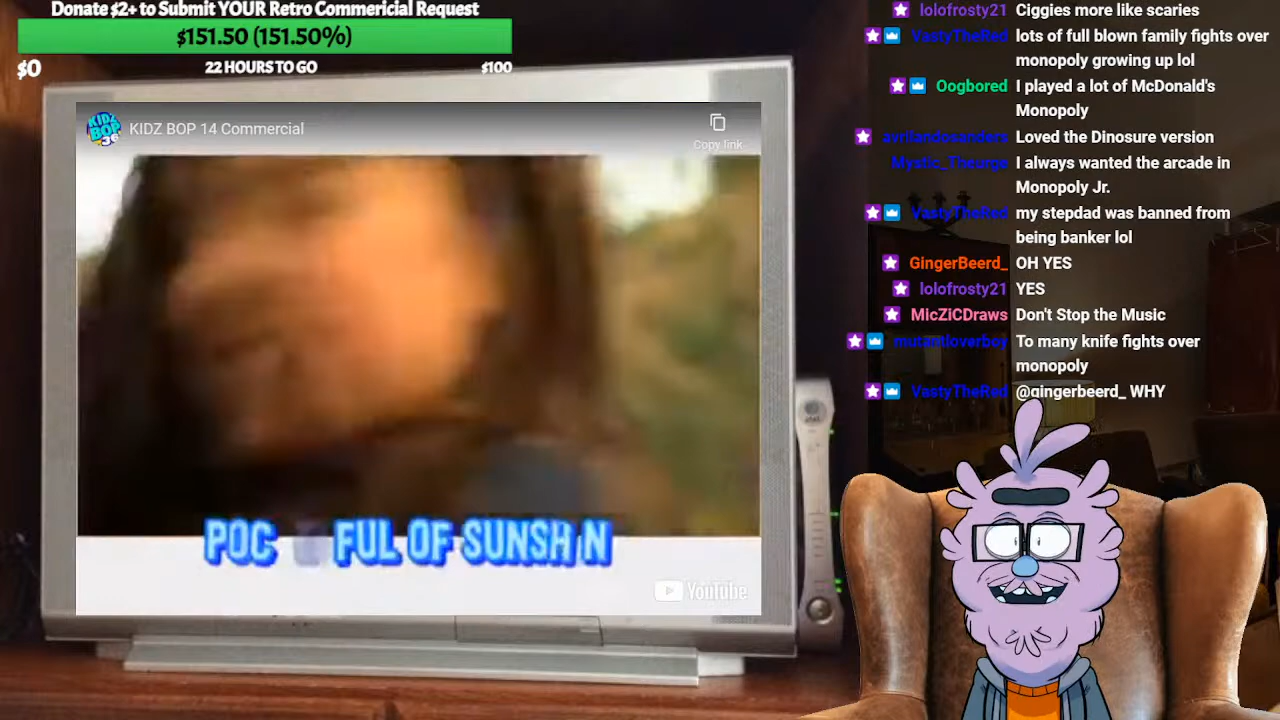 Donate $2+ to Submit YOUR Retro Commericial Request
$151.50 (151.50%)
$0
22 HOURS TO GO
$100
KIDZ BOP 36
KIDZ BOP 14 Commercial
Copy link
POC FUL OF SUNSH N
YouTube
lolofrosty21 Ciggies more like scaries
VastyTheRed lots of full blown family fights over
monopoly growing up lol
Oogbored I played a lot of McDonald's
Monopoly
avrilandosanders Loved the Dinosure version
Mystic_Theurge I always wanted the arcade in
Monopoly Jr.
VastyTheRed my stepdad was banned from
being banker lol
GingerBeerd_ OH YES
lolofrosty21 YES
MicZiCDraws Don't Stop the Music
mutantloverboy To many knife fights over
monopoly
VastyTheRed @gingerbeerd_ WHY